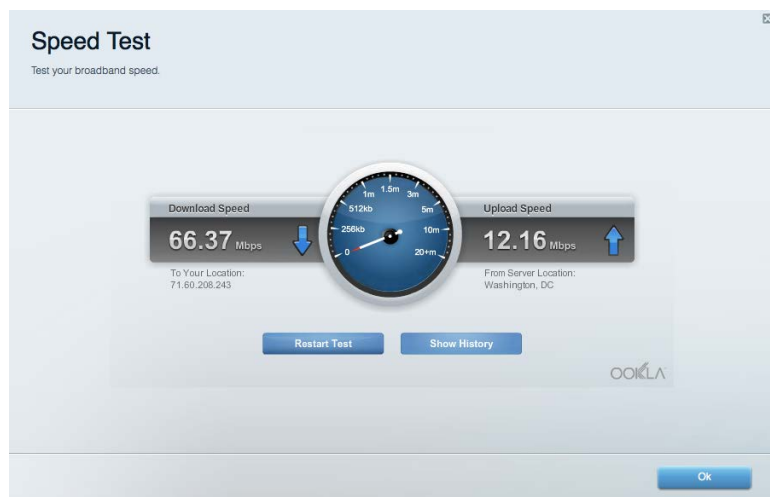 Speed Test
Test your broadband speed.
Download Speed
66.37 Mbps
To Your Location:
71.60.208.243
0
256kb
512kb
1m
1.5m
3m
5m
10m
20+m
Upload Speed
12.16 Mbps
From Server Location:
Washington, DC
Restart Test
Show History
OOKLA
Ok